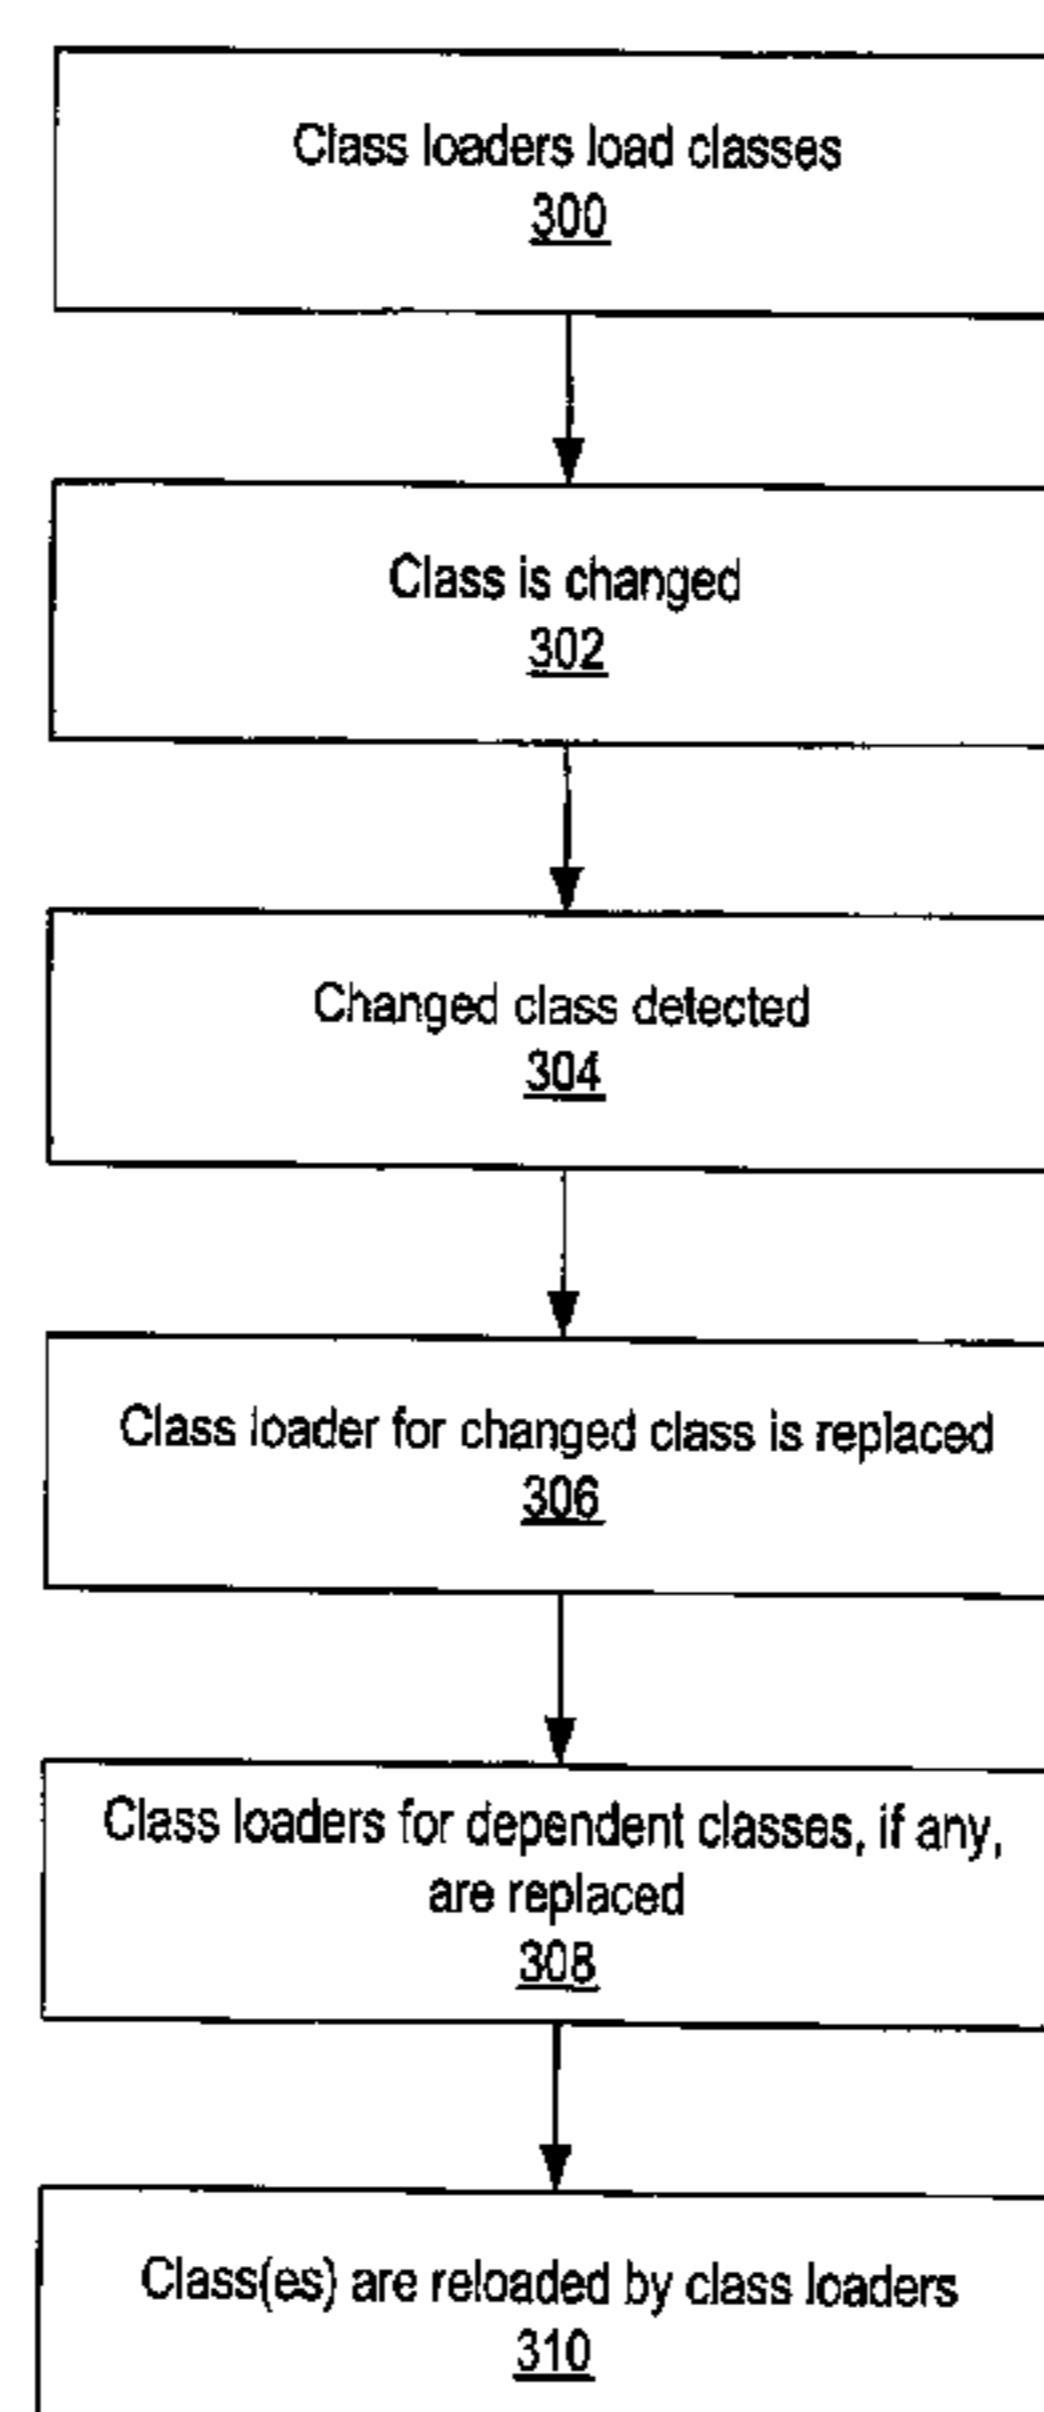 Class loaders load classes
300
Class is changed
302
Changed class detected
304
Class loader for changed class is replaced
306
Class loaders for dependent classes, if any,
are replaced
308
Class(es) are reloaded by class loaders
310